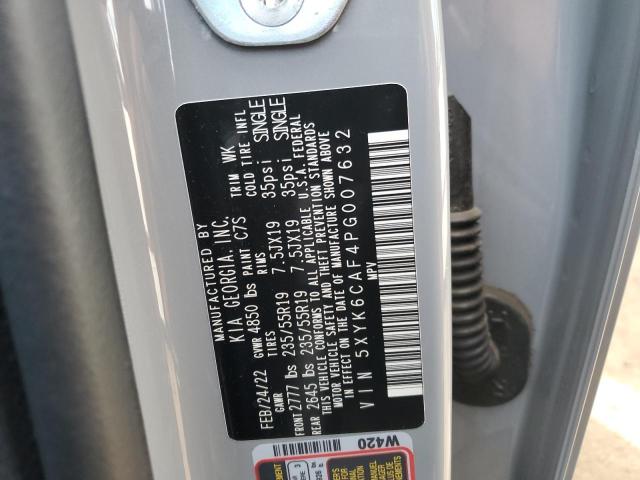 MANUFACTURED BY
KIA GEORGIA, INC.
FEB/24/22 GVWR 4850 lbs PAINT C7S TRIM WK
GAWR TIRES RIMS COLD TIRE INFL
FRONT 2777 lbs 235/55R19 7.5JX19 35psi SINGLE
REAR 2645 lbs 235/55R19 7.5JX19 35psi SINGLE
THIS VEHICLE CONFORMS TO ALL APPLICABLE U.S.A. FEDERAL
MOTOR VEHICLE SAFETY AND THEFT PREVENTION STANDARDS
IN EFFECT ON THE DATE OF MANUFACTURE SHOWN ABOVE
VIN 5XYK6CAF4PG007632
MPV
W420